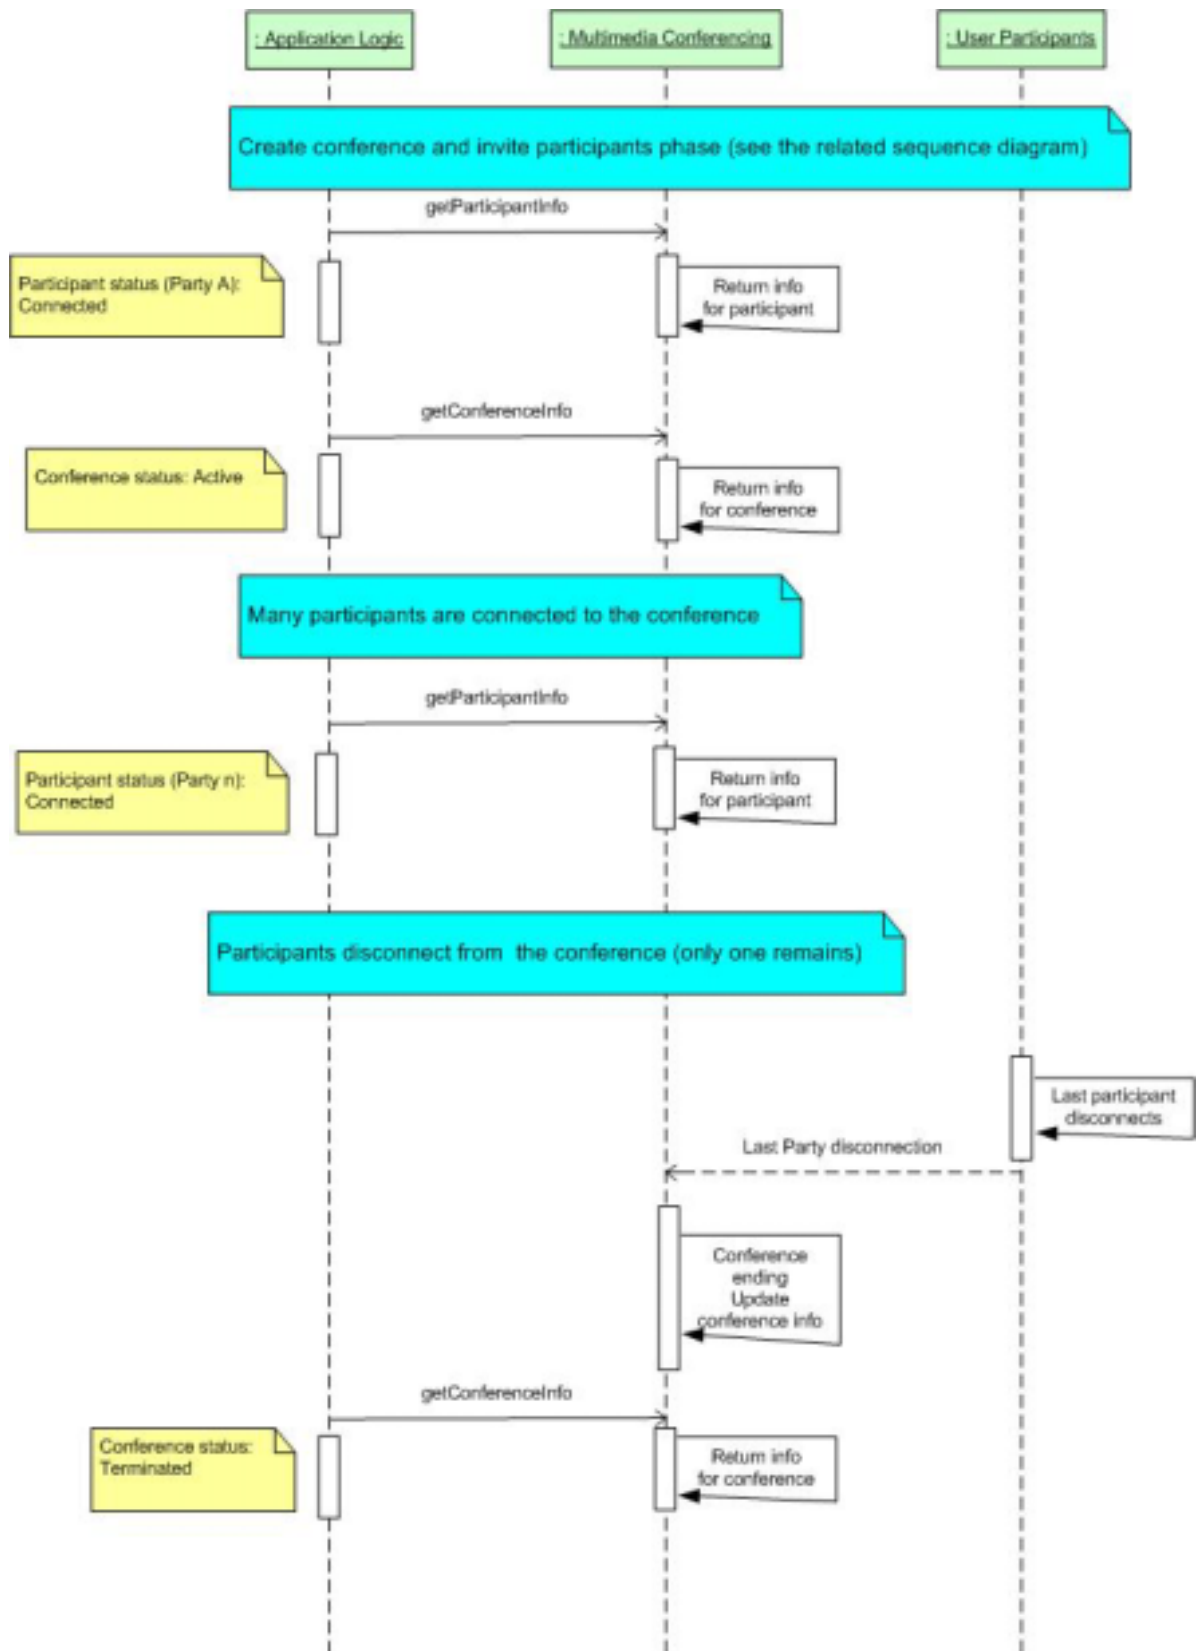 : Application Logic
: Multimedia Conferencing
: User Participants
Create conference and invite participants phase (see the related sequence diagram)
getParticipantInfo
Participant status (Party A):
Connected
Return info
for participant
getConferenceInfo
Conference status: Active
Return info
for conference
Many participants are connected to the conference
getParticipantInfo
Participant status (Party n):
Connected
Return info
for participant
Participants disconnect from the conference (only one remains)
Last participant
disconnects
Last Party disconnection
Conference
ending
Update
conference info
getConferenceInfo
Conference status:
Terminated
Return info
for conference